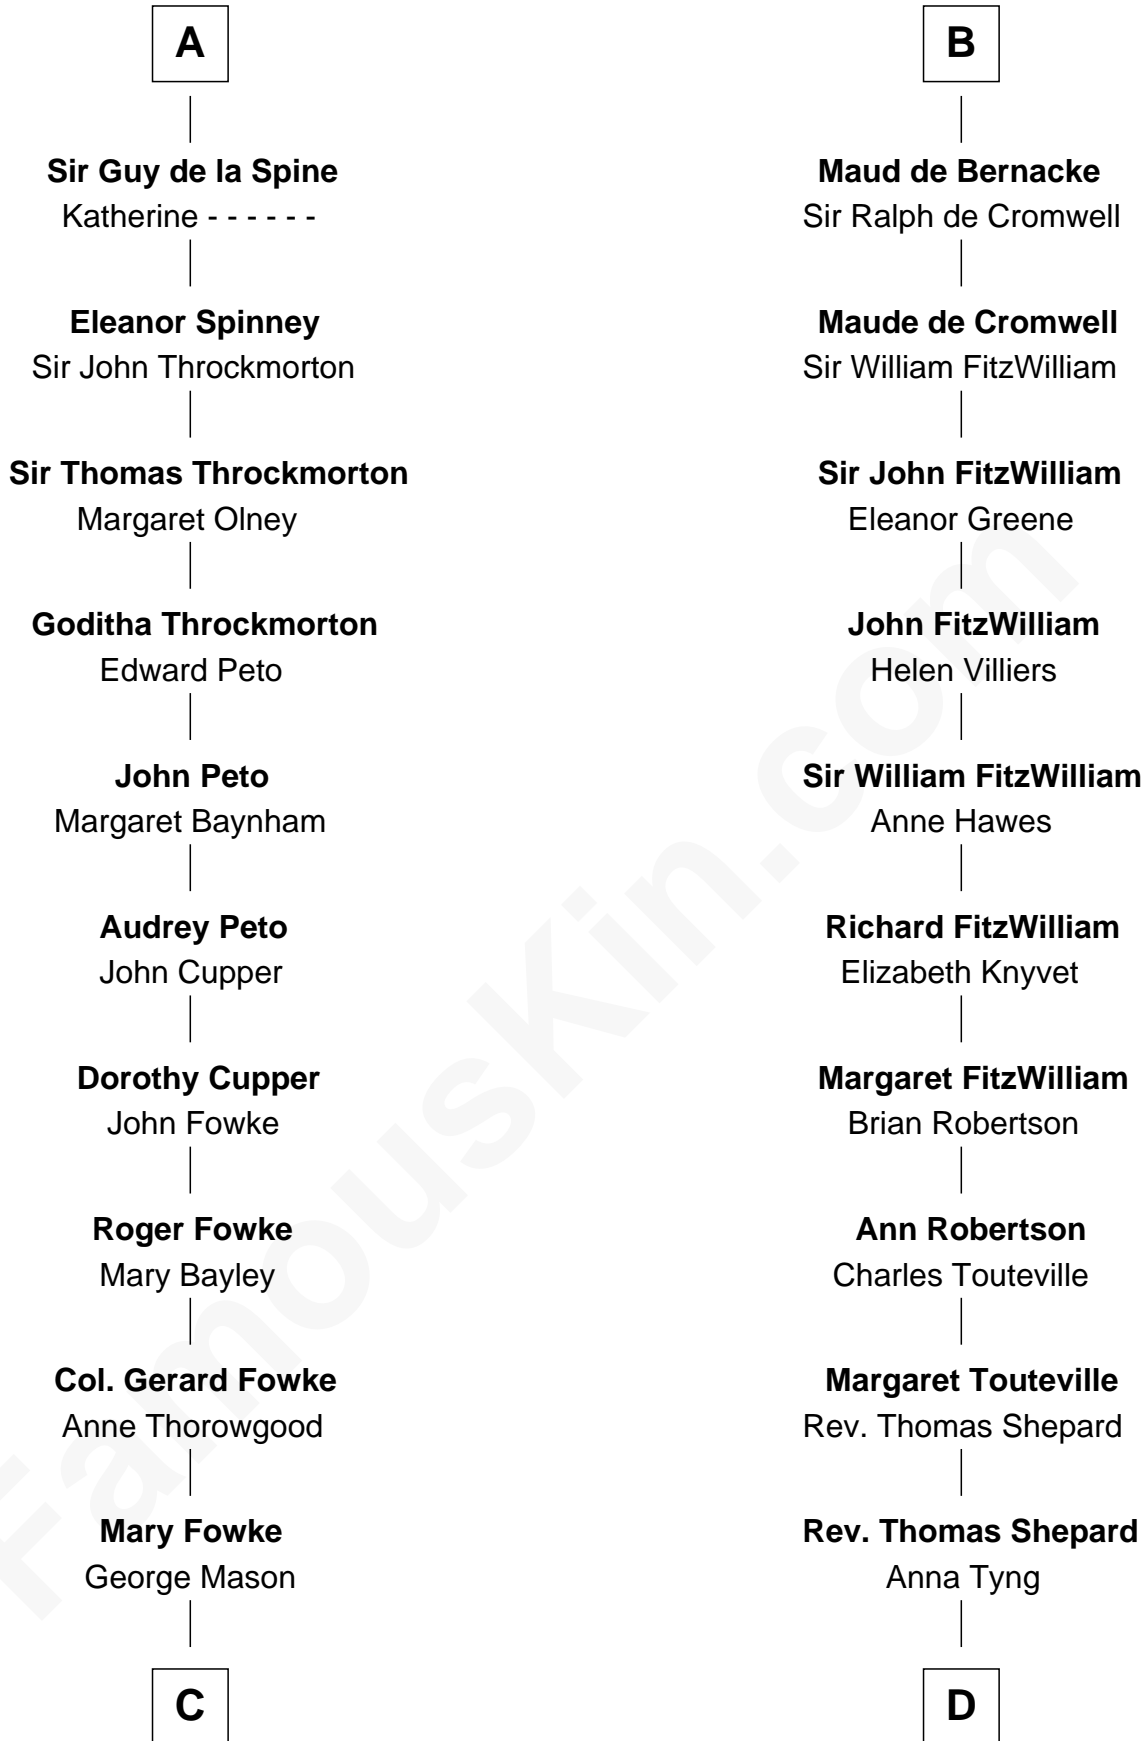 A
Sir Guy de la Spine
Katherine - - - - - -
Eleanor Spinney
Sir John Throckmorton
Sir Thomas Throckmorton
Margaret Olney
Goditha Throckmorton
Edward Peto
John Peto
Margaret Baynham
Audrey Peto
John Cupper
Dorothy Cupper
John Fowke
Roger Fowke
Mary Bayley
Col. Gerard Fowke
Anne Thorowgood
Mary Fowke
George Mason
C
B
Maud de Bernacke
Sir Ralph de Cromwell
Maude de Cromwell
Sir William FitzWilliam
Sir John FitzWilliam
Eleanor Greene
John FitzWilliam
Helen Villiers
Sir William FitzWilliam
Anne Hawes
Richard FitzWilliam
Elizabeth Knyvet
Margaret FitzWilliam
Brian Robertson
Ann Robertson
Charles Touteville
Margaret Touteville
Rev. Thomas Shepard
Rev. Thomas Shepard
Anna Tyng
D
FamousKin.com